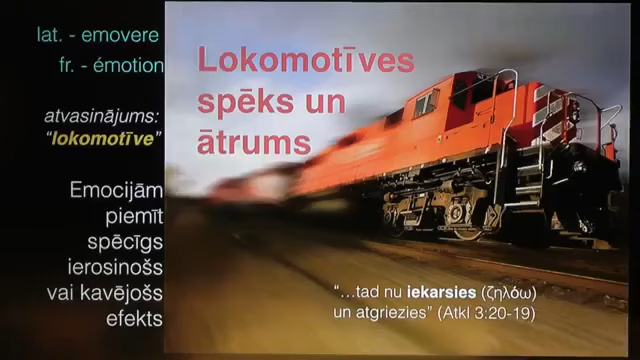 lat. - emovere
fr. - émotion
atvasinājums:
"lokomotīve"
Emocijām
piemīt
spēcīgs
ierosinošs
vai kavējošs
efekts
Lokomotīves
spēks un
ātrums
"...tad nu iekarsies (ζηλόω)
un atgriezies" (Atkl 3:20-19)